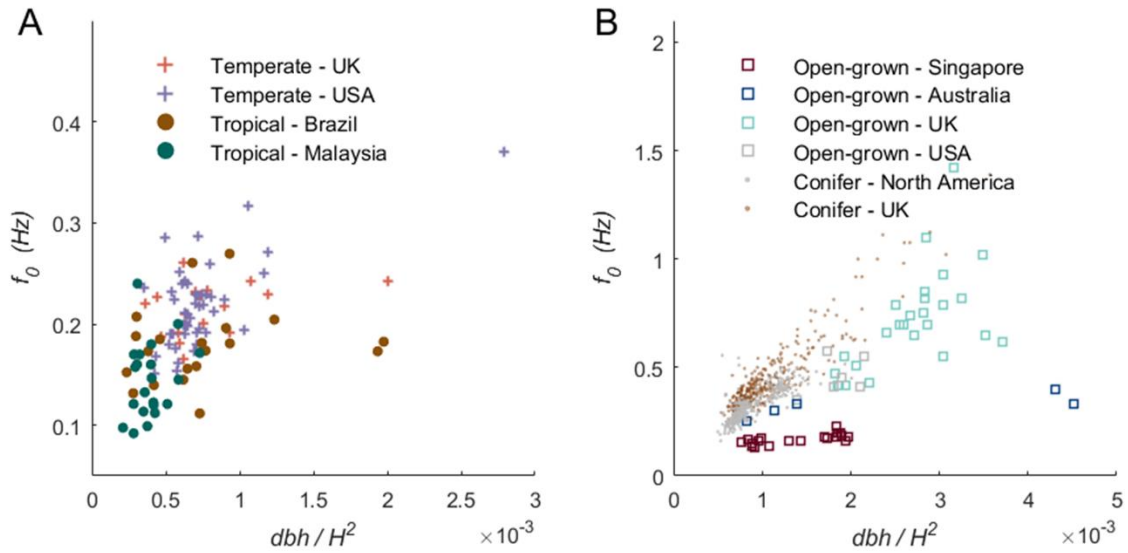 A
Temperate - UK
Temperate - USA
Tropical - Brazil
Tropical - Malaysia
0.4
0.3
0.2
0.1
f₀ (Hz)
0 0.5 1 1.5 2 2.5 3
×10⁻³
dbh / H²
B
Open-grown - Singapore
Open-grown - Australia
Open-grown - UK
Open-grown - USA
Conifer - North America
Conifer - UK
2
1.5
1
0.5
0
f₀ (Hz)
0 1 2 3 4 5
×10⁻³
dbh / H²